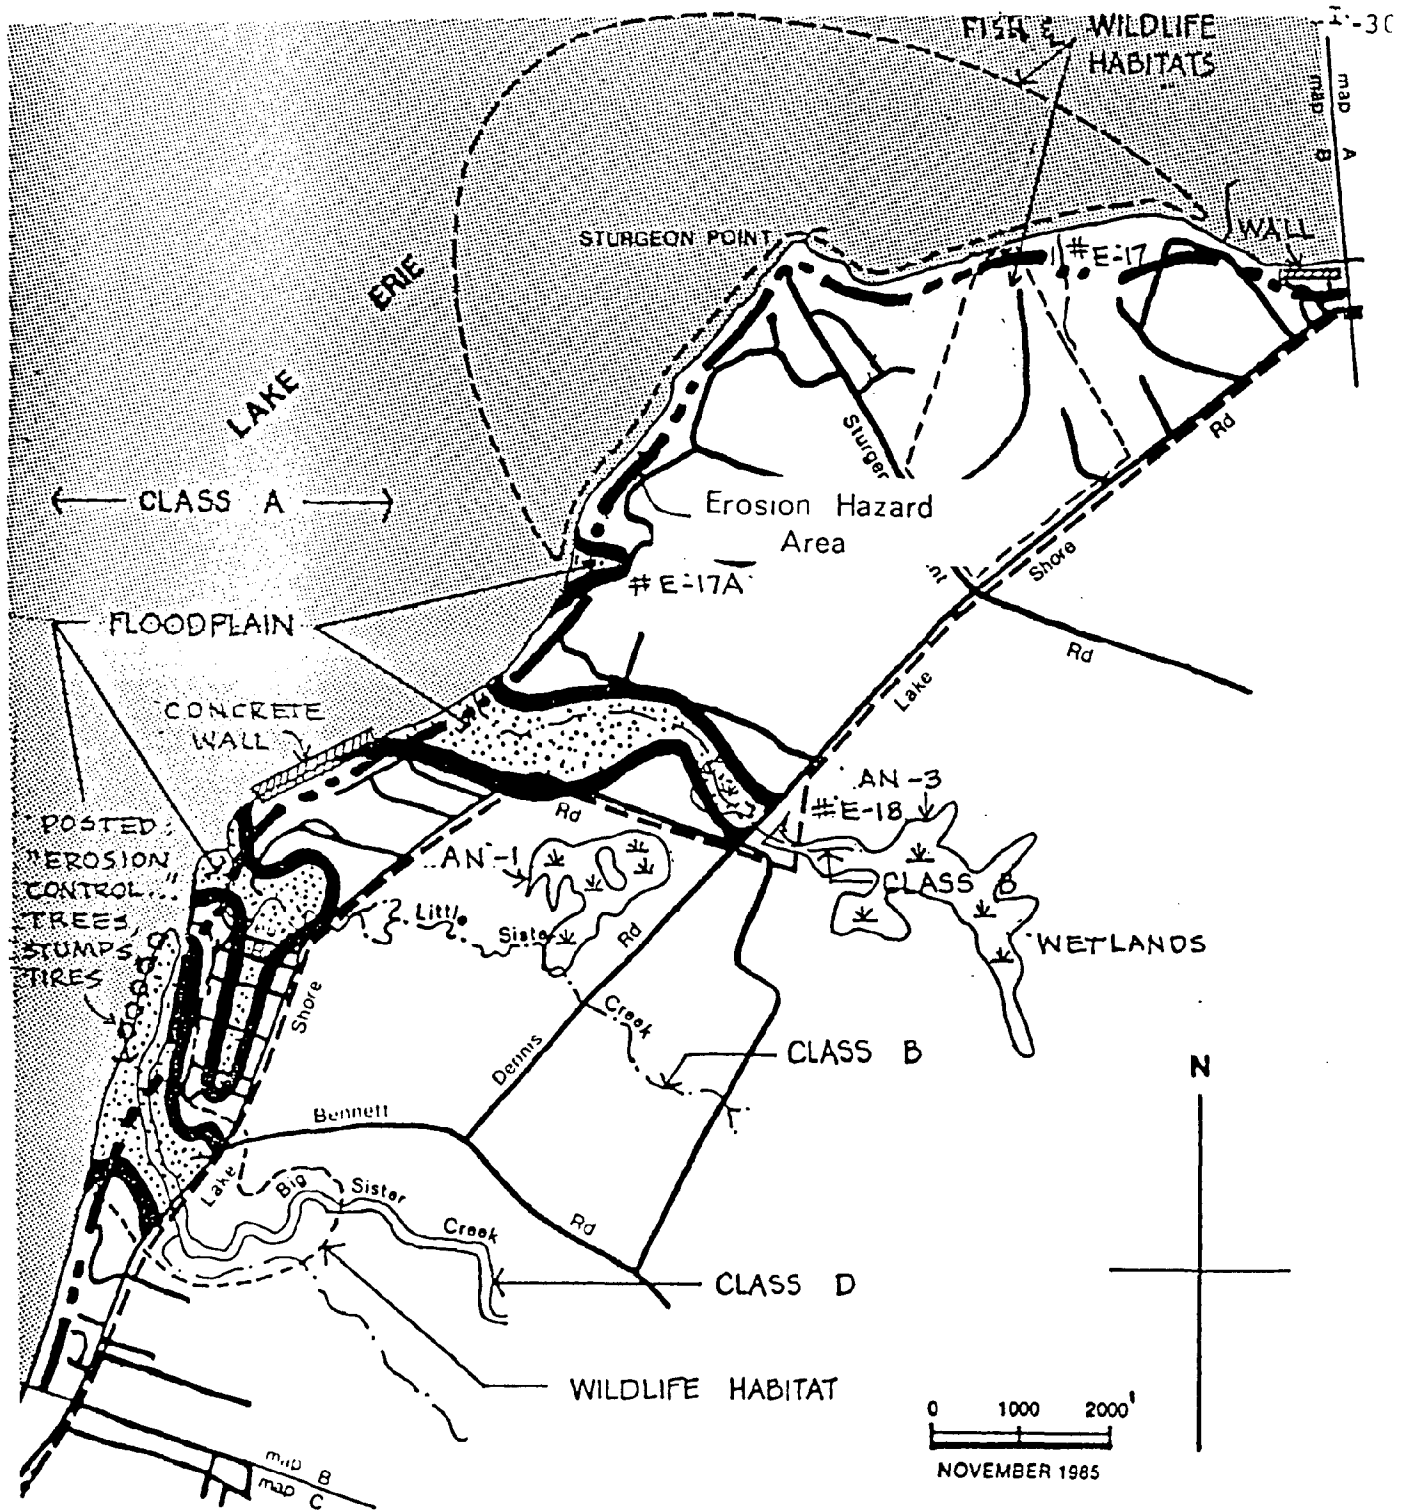 I-30
FISH & WILDLIFE
HABITATS
map A
map B
WALL
# E-17
STURGEON POINT
LAKE ERIE
Sturgeon
Rd
CLASS A
Erosion Hazard
Area
Shore
# E-17A
FLOODPLAIN
Rd
Lake
CONCRETE
WALL
AN-3
# E-18
Rd
POSTED:
"EROSION
CONTROL..."
TREES,
STUMPS,
TIRES
AN-1
CLASS B
Little
Sister
Rd
WETLANDS
Creek
Shore
CLASS B
Dennis
N
Bennett
Lake
Big
Sister
Creek
Rd
CLASS D
WILDLIFE HABITAT
0 1000 2000'
NOVEMBER 1985
map B
map C